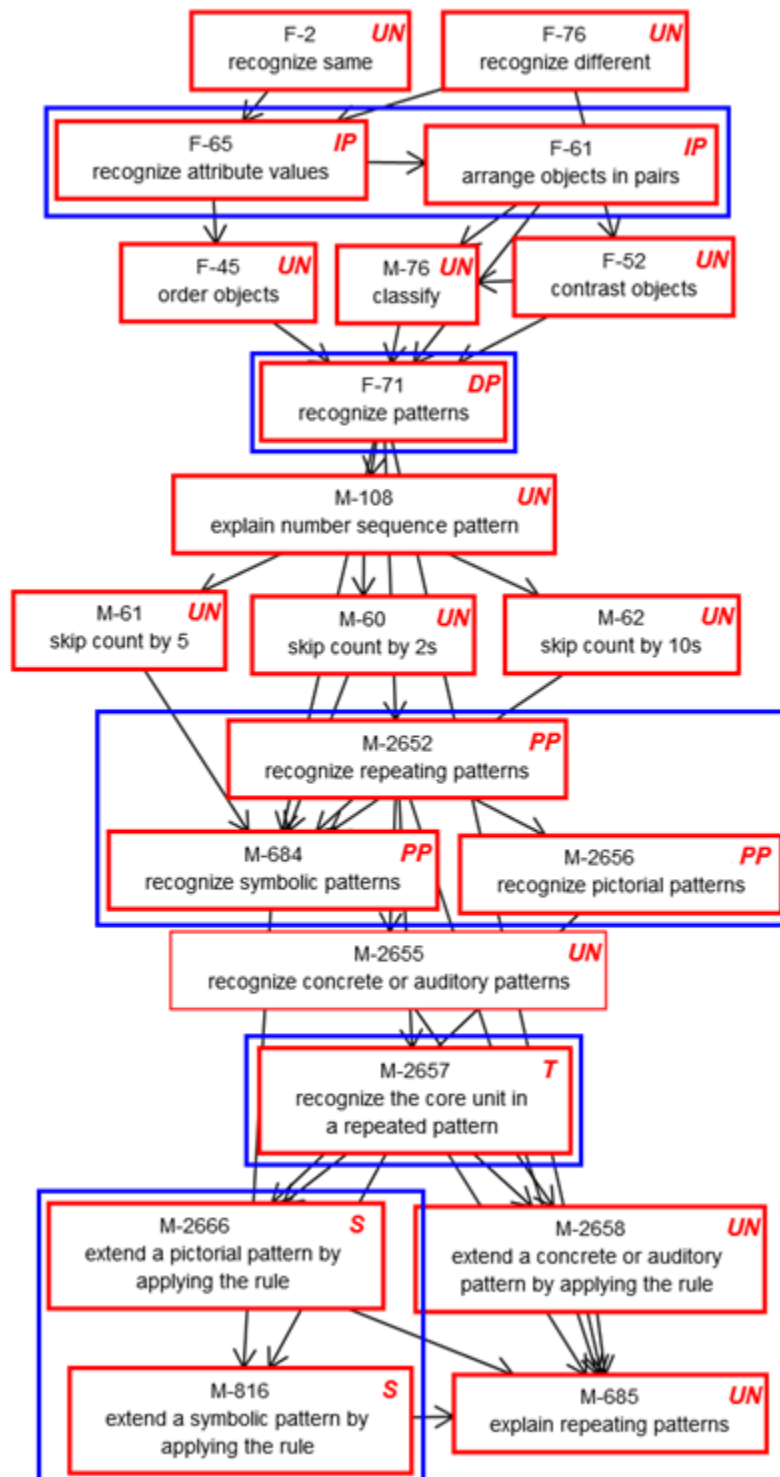 F-2 UN
recognize same
F-76 UN
recognize different
F-65 IP
recognize attribute values
F-61 IP
arrange objects in pairs
F-45 UN
order objects
M-76 UN
classify
F-52 UN
contrast objects
F-71 DP
recognize patterns
M-108 UN
explain number sequence pattern
M-61 UN
skip count by 5
M-60 UN
skip count by 2s
M-62 UN
skip count by 10s
M-2652 PP
recognize repeating patterns
M-684 PP
recognize symbolic patterns
M-2656 PP
recognize pictorial patterns
M-2655 UN
recognize concrete or auditory patterns
M-2657 T
recognize the core unit in
a repeated pattern
M-2666 S
extend a pictorial pattern by
applying the rule
M-2658 UN
extend a concrete or auditory
pattern by applying the rule
M-816 S
extend a symbolic pattern by
applying the rule
M-685 UN
explain repeating patterns